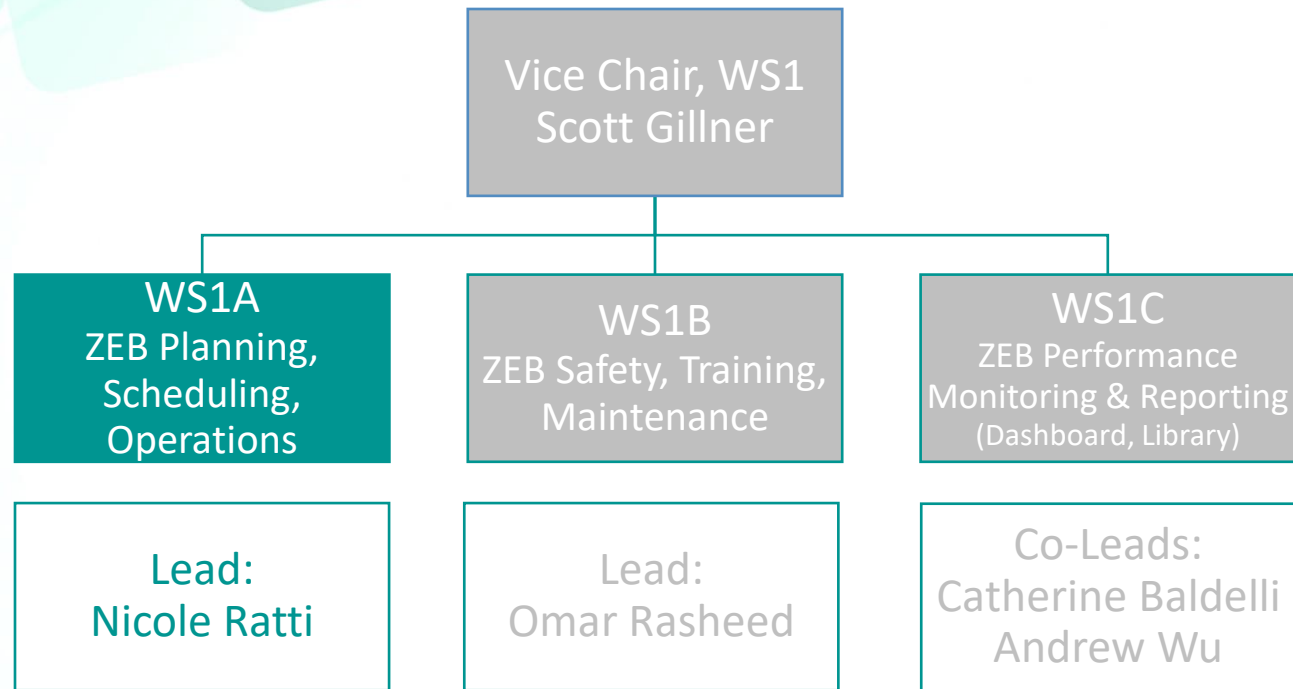 Vice Chair, WS1
Scott Gillner
WS1A
ZEB Planning,
Scheduling,
Operations
WS1B
ZEB Safety, Training,
Maintenance
WS1C
ZEB Performance
Monitoring & Reporting
(Dashboard, Library)
Lead:
Nicole Ratti
Lead:
Omar Rasheed
Co-Leads:
Catherine Baldelli
Andrew Wu